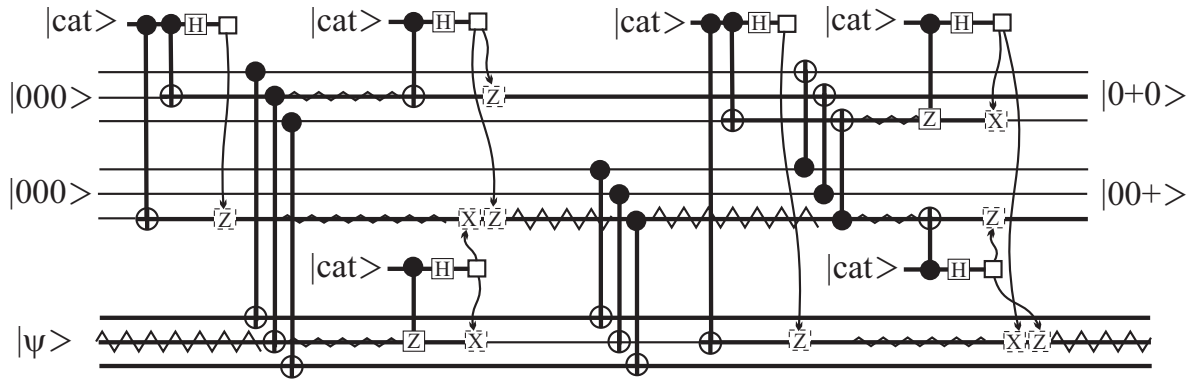 |cat> H |cat> H |cat> H |cat> H
|000> Z |0+0>
Z X
|000> |00+>
Z X Z Z
|cat> H |cat> H
|ψ> Z X Z X Z